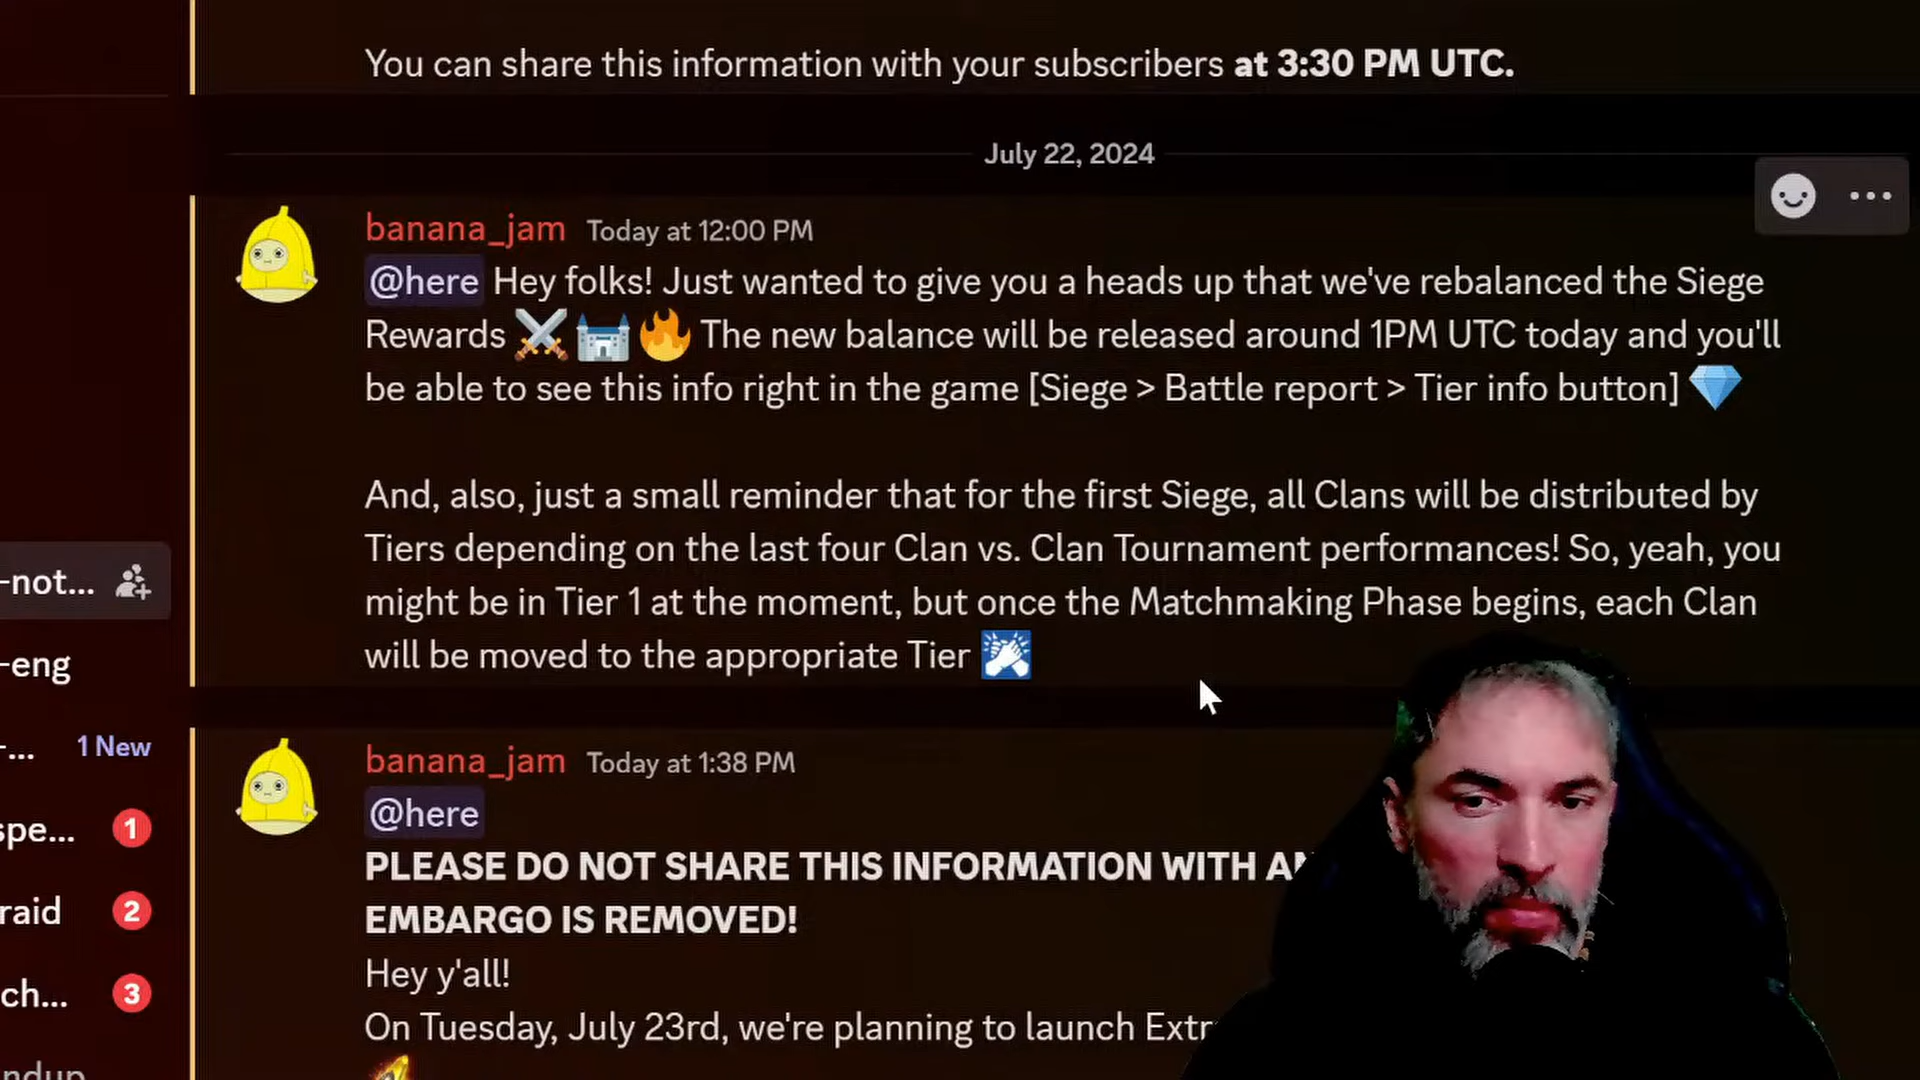 You can share this information with your subscribers at 3:30 PM UTC.
July 22, 2024
banana_jam Today at 12:00 PM
@here Hey folks! Just wanted to give you a heads up that we've rebalanced the Siege
Rewards ⚔️🏰🔥 The new balance will be released around 1PM UTC today and you'll
be able to see this info right in the game [Siege > Battle report > Tier info button] 💎
And, also, just a small reminder that for the first Siege, all Clans will be distributed by
Tiers depending on the last four Clan vs. Clan Tournament performances! So, yeah, you
might be in Tier 1 at the moment, but once the Matchmaking Phase begins, each Clan
will be moved to the appropriate Tier
banana_jam Today at 1:38 PM
@here
PLEASE DO NOT SHARE THIS INFORMATION WITH
EMBARGO IS REMOVED!
Hey y'all!
On Tuesday, July 23rd, we're planning to launch
-not...
-eng
-... 1 New
spe... 1
raid 2
ch... 3